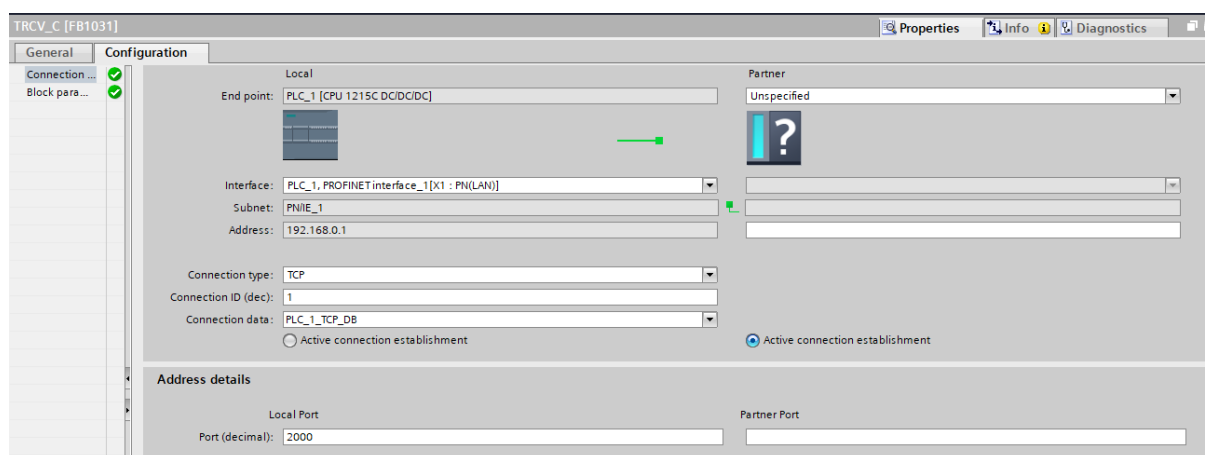 TRCV_C [FB1031]
Properties
Info
Diagnostics
General
Configuration
Connection ...
Block para...
Local
Partner
End point: PLC_1 [CPU 1215C DC/DC/DC]
Unspecified
?
Interface: PLC_1, PROFINET interface_1[X1 : PN(LAN)]
Subnet: PN/IE_1
Address: 192.168.0.1
Connection type: TCP
Connection ID (dec): 1
Connection data: PLC_1_TCP_DB
Active connection establishment
Active connection establishment
Address details
Local Port
Partner Port
Port (decimal): 2000